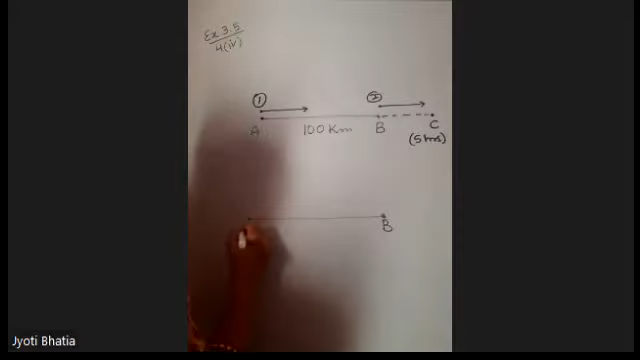 Ex 3.5
4(iv)
① ②
A 100 Km B C
(5 hrs)
B
Jyoti Bhatia